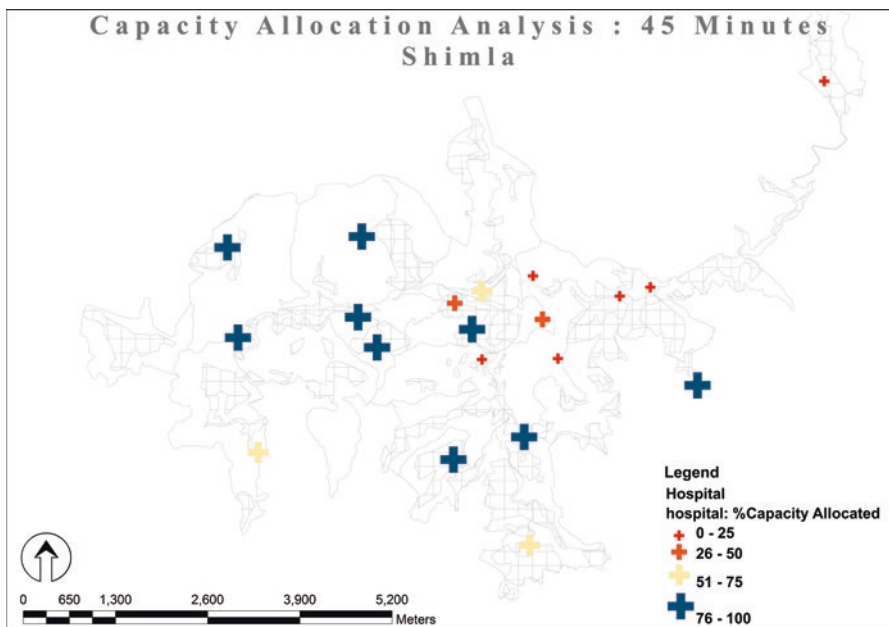 Capacity Allocation Analysis : 45 Minutes
Shimla
Legend
Hospital
hospital: %Capacity Allocated
0 - 25
26 - 50
51 - 75
76 - 100
0 650 1,300 2,600 3,900 5,200
Meters